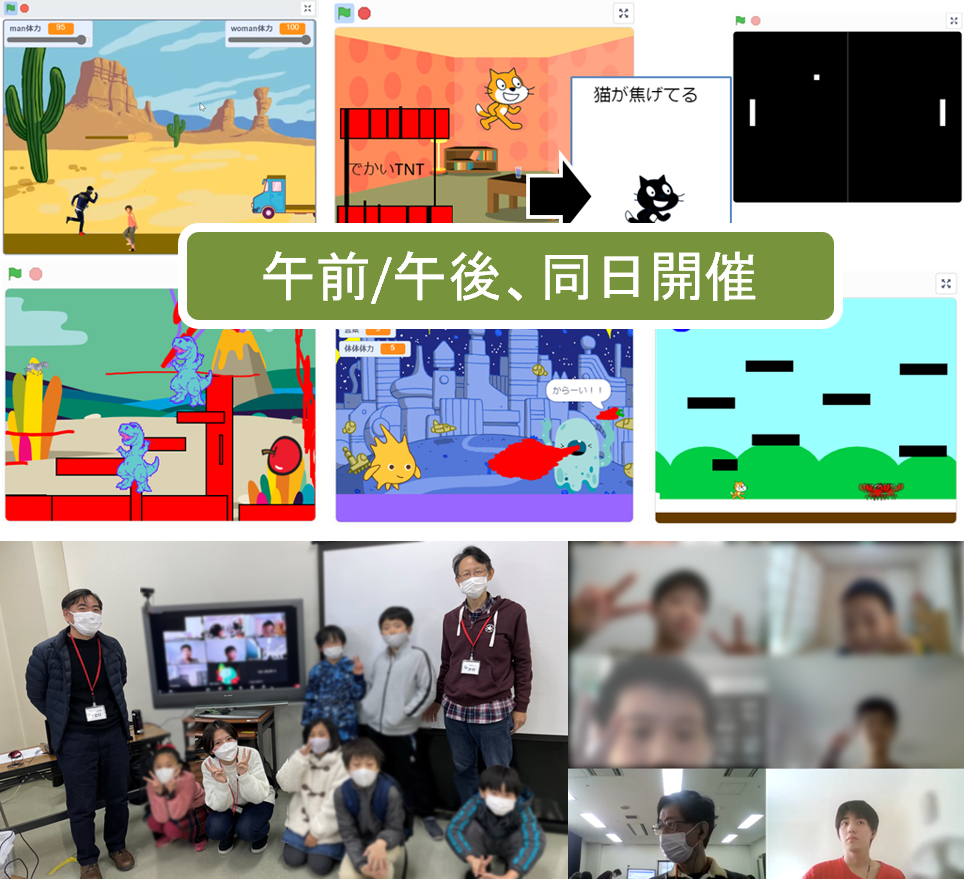 man体力 95
woman体力 100
でかいTNT
猫が焦げてる
午前/午後、同日開催
体体体力 5
からーい！！